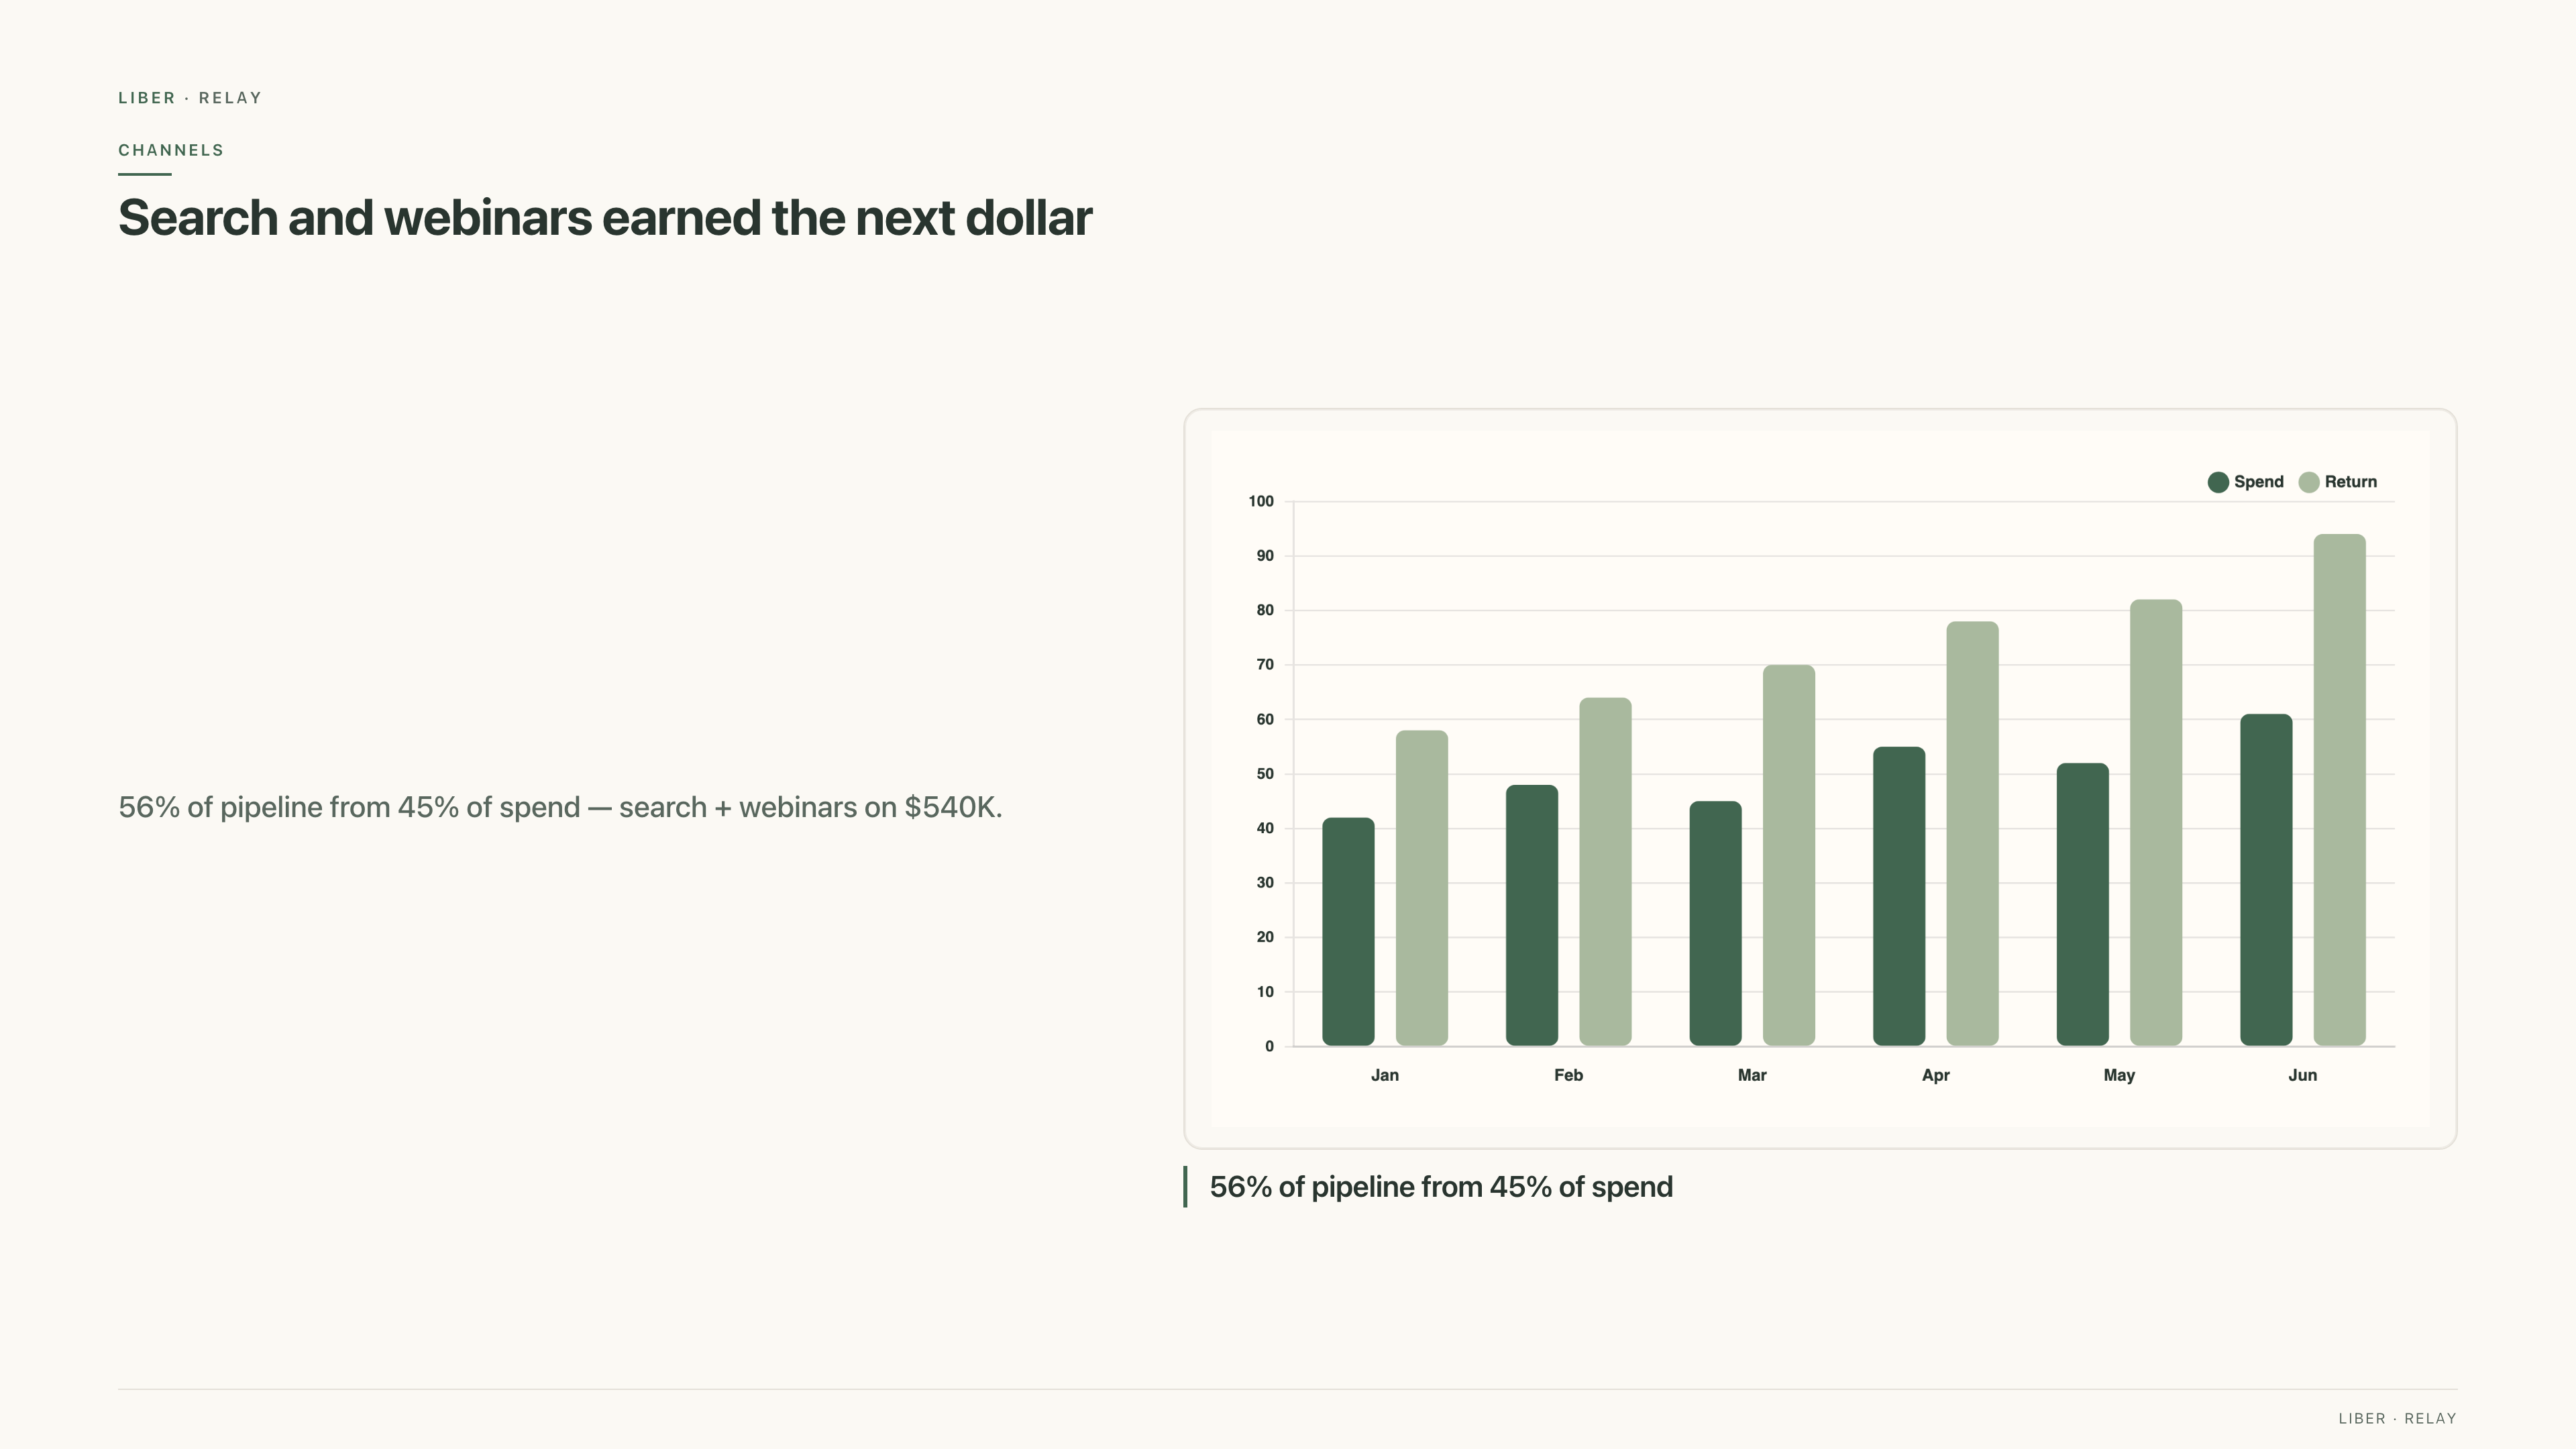 LIBER · RELAY
CHANNELS
Search and webinars earned the next dollar
56% of pipeline from 45% of spend — search + webinars on $540K.
Spend Return
100
90
80
70
60
50
40
30
20
10
0
Jan Feb Mar Apr May Jun
56% of pipeline from 45% of spend
LIBER · RELAY